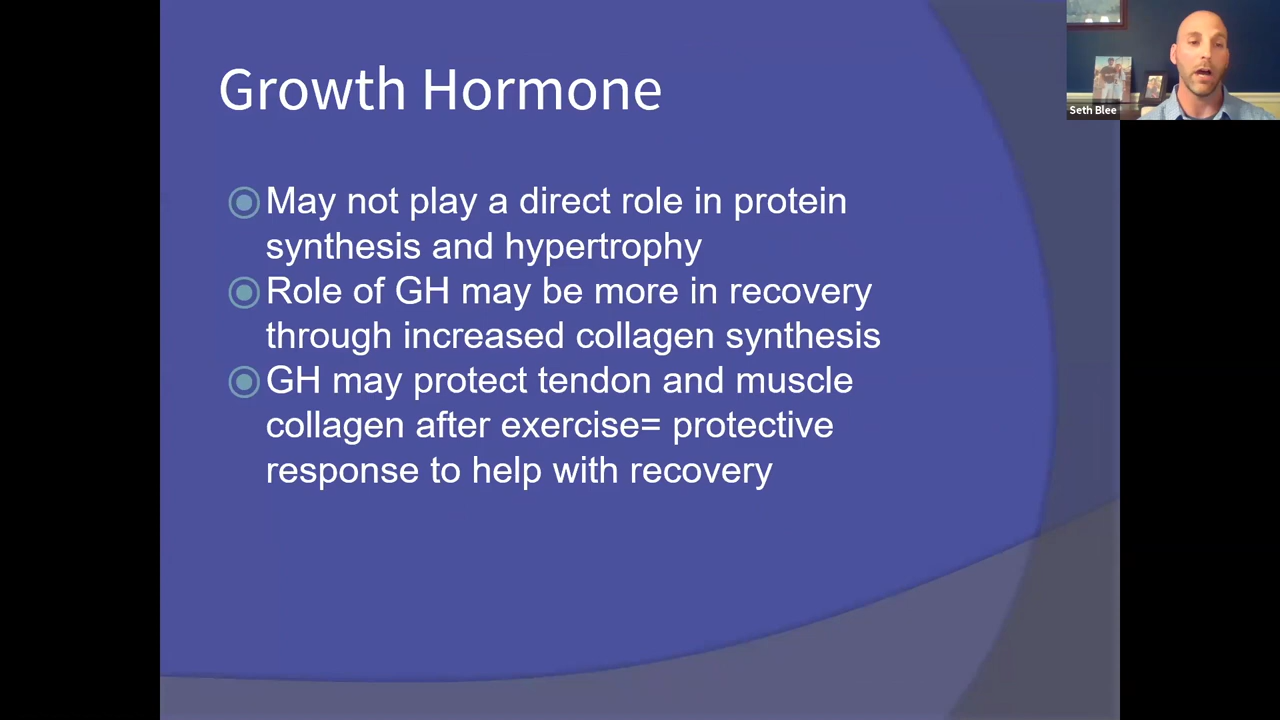 Growth Hormone
May not play a direct role in protein
synthesis and hypertrophy
Role of GH may be more in recovery
through increased collagen synthesis
GH may protect tendon and muscle
collagen after exercise= protective
response to help with recovery
Seth Blee